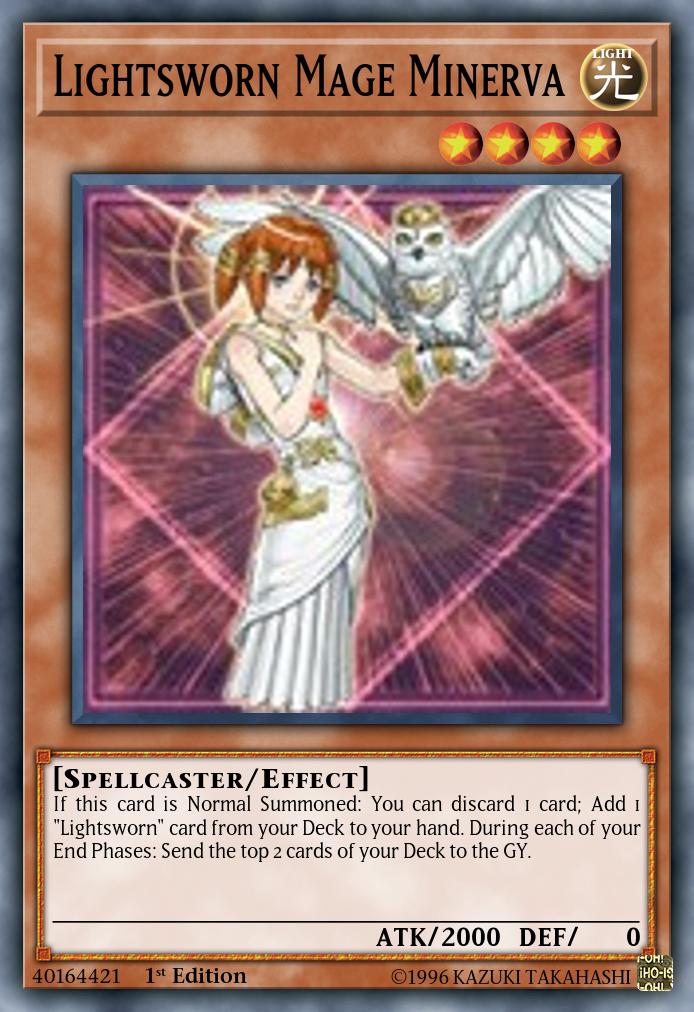 Lightsworn Mage Minerva
LIGHT
光
[Spellcaster/Effect]
If this card is Normal Summoned: You can discard 1 card; Add 1
"Lightsworn" card from your Deck to your hand. During each of your
End Phases: Send the top 2 cards of your Deck to the GY.
ATK/2000 DEF/ 0
40164421 1st Edition ©1996 KAZUKI TAKAHASHI